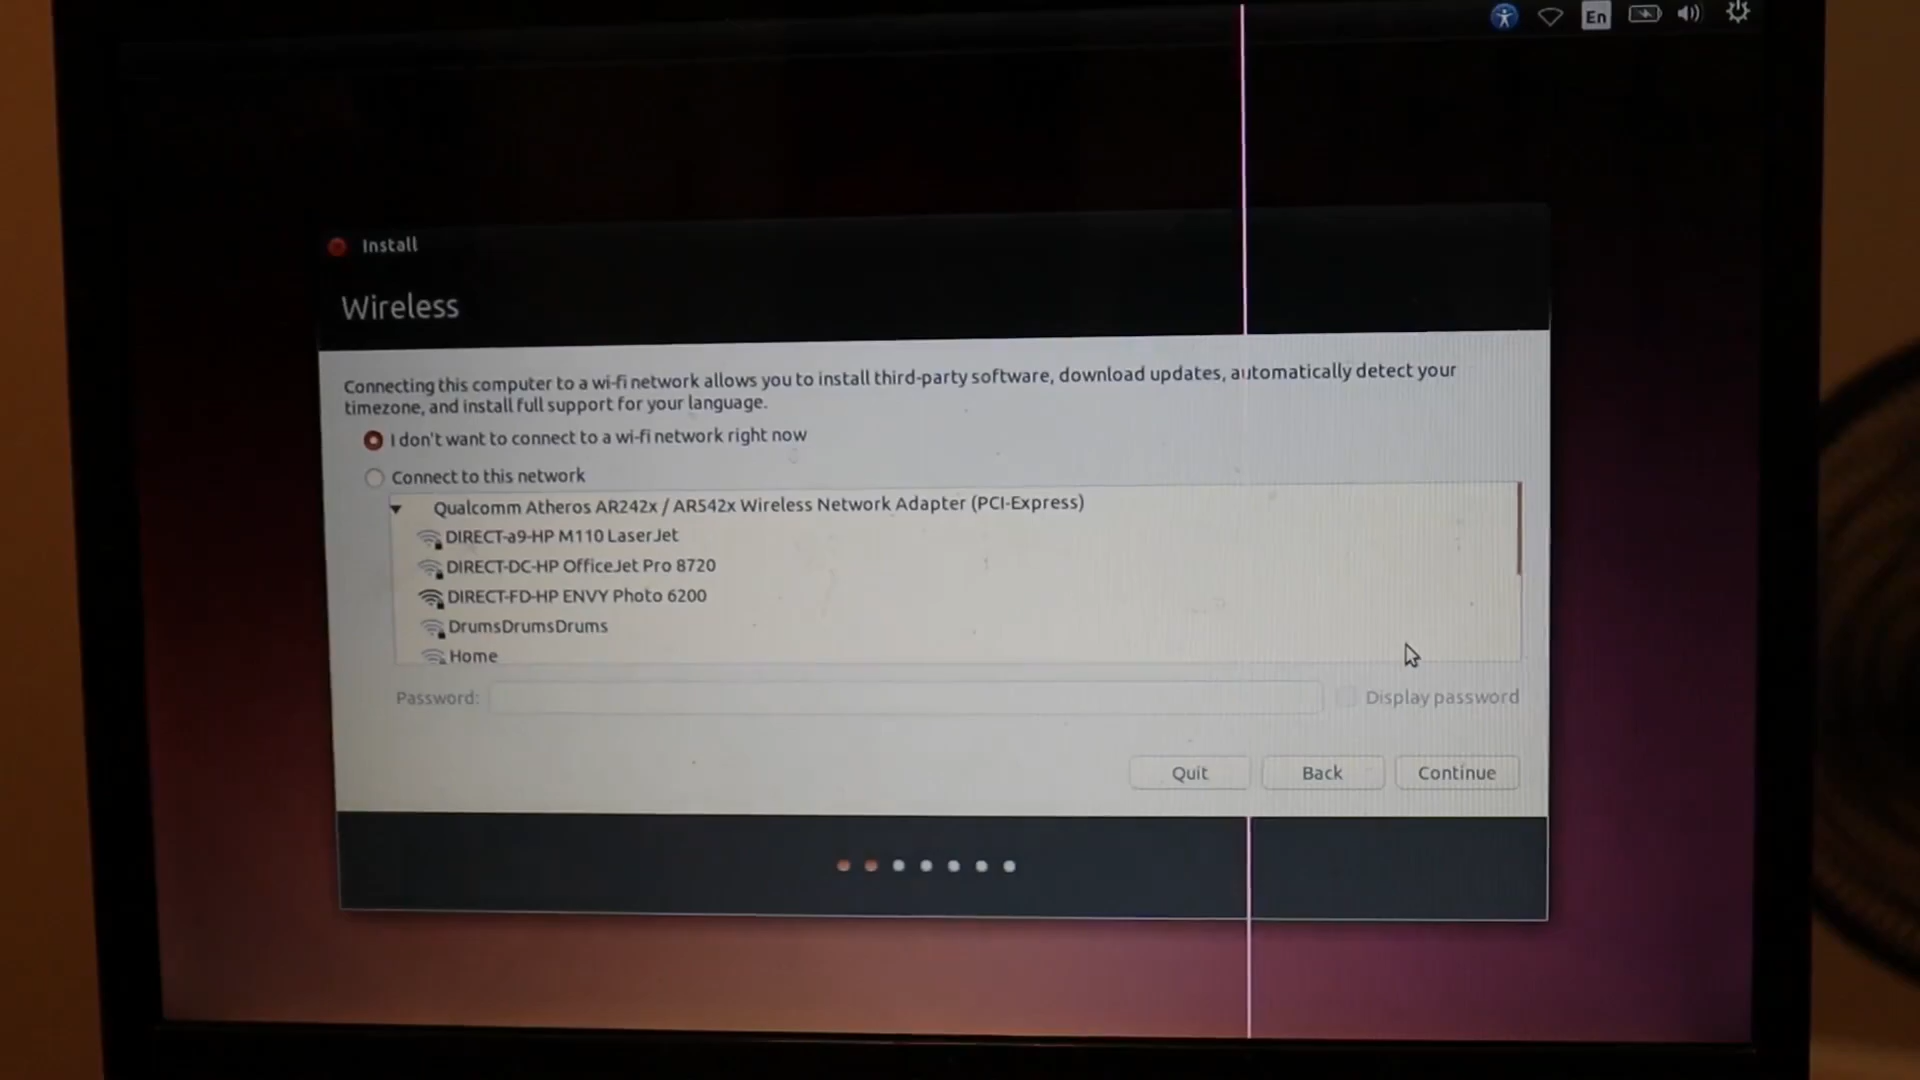 En
Install
Wireless
Connecting this computer to a wi-fi network allows you to install third-party software, download updates, automatically detect your
timezone, and install full support for your language.
I don't want to connect to a wi-fi network right now
Connect to this network
Qualcomm Atheros AR242x / AR542x Wireless Network Adapter (PCI-Express)
DIRECT-a9-HP M110 LaserJet
DIRECT-DC-HP OfficeJet Pro 8720
DIRECT-FD-HP ENVY Photo 6200
DrumsDrumsDrums
Home
Password:
Display password
Quit
Back
Continue